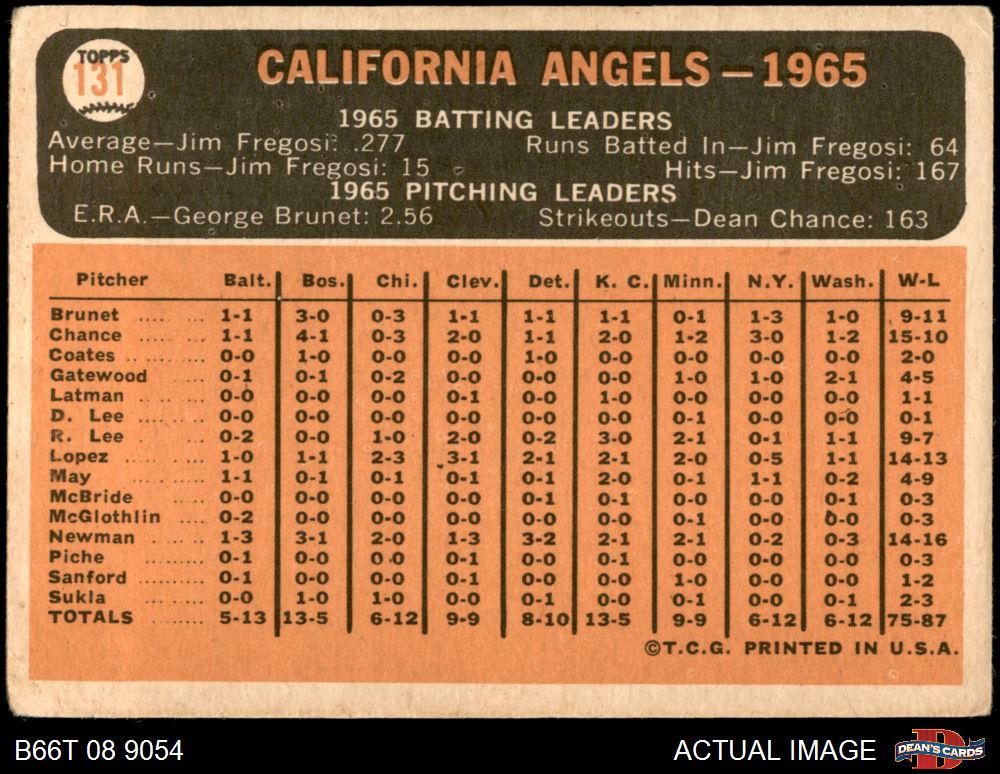 TOPPS
131
CALIFORNIA ANGELS — 1965
1965 BATTING LEADERS
Average—Jim Fregosi: .277 Runs Batted In—Jim Fregosi: 64
Home Runs—Jim Fregosi: 15 Hits—Jim Fregosi: 167
1965 PITCHING LEADERS
E.R.A.—George Brunet: 2.56 Strikeouts—Dean Chance: 163
Pitcher Balt. Bos. Chi. Clev. Det. K. C. Minn. N.Y. Wash. W-L
Brunet ..... ... 1-1 3-0 0-3 1-1 1-1 1-1 0-1 1-3 1-0 9-11
Chance ..... ... 1-1 4-1 0-3 2-0 1-1 2-0 1-2 3-0 1-2 15-10
Coates .. ...... 0-0 1-0 0-0 0-0 1-0 0-0 0-0 0-0 0-0 2-0
Gatewood ..... 0-1 0-1 0-2 0-0 0-0 0-0 1-0 1-0 2-1 4-5
Latman .. .... 0-0 0-0 0-0 0-1 0-0 1-0 0-0 0-0 0-0 1-1
D. Lee .... .... 0-0 0-0 0-0 0-0 0-0 0-0 0-1 0-0 0-0 0-1
R. Lee . ...... 0-2 0-0 1-0 2-0 0-2 3-0 2-1 0-1 1-1 9-7
Lopez ..... .... 1-0 1-1 2-3 3-1 2-1 2-1 2-0 0-5 1-1 14-13
May ..... ..... 1-1 0-1 0-1 0-1 0-1 2-0 0-1 1-1 0-2 4-9
McBride ..... 0-0 0-0 0-0 0-0 0-1 0-1 0-0 0-0 0-1 0-3
McGlothlin .... 0-2 0-0 0-0 0-0 0-0 0-0 0-1 0-0 0-0 0-3
Newman .. ..... 1-3 3-1 2-0 1-3 3-2 2-1 2-1 0-2 0-3 14-16
Piche ... ...... 0-1 0-0 0-0 0-1 0-0 0-1 0-0 0-0 0-0 0-3
Sanford ......... 0-1 0-0 0-0 0-1 0-0 0-0 1-0 0-0 0-0 1-2
Sukla ........ 0-0 1-0 1-0 0-0 0-1 0-0 0-1 0-0 0-1 2-3
TOTALS ......... 5-13 13-5 6-12 9-9 8-10 13-5 9-9 6-12 6-12 75-87
©T.C.G. PRINTED IN U.S.A.
B66T 08 9054 ACTUAL IMAGE DEAN'S CARDS